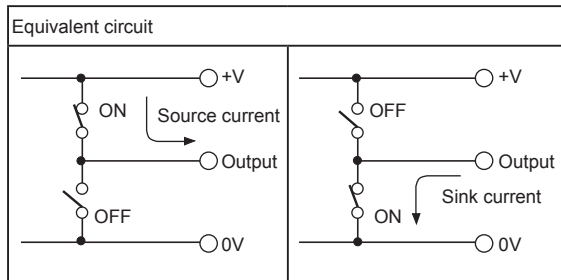 Equivalent circuit
+V
ON
Source current
Output
OFF
0V
+V
OFF
Output
Sink current
ON
0V